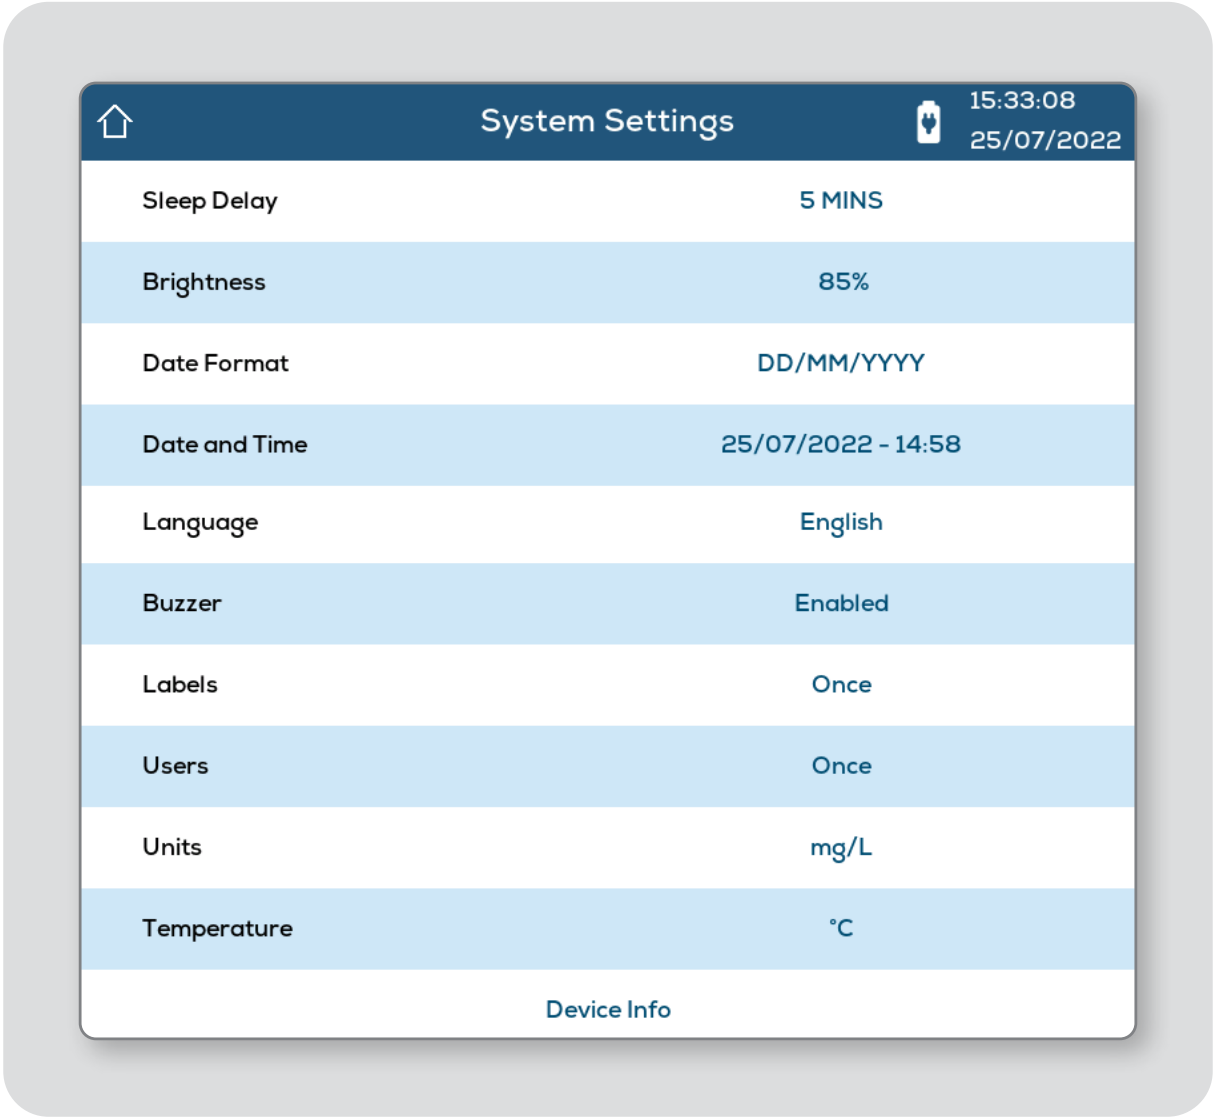 System Settings
15:33:08
25/07/2022
Sleep Delay 5 MINS
Brightness 85%
Date Format DD/MM/YYYY
Date and Time 25/07/2022 - 14:58
Language English
Buzzer Enabled
Labels Once
Users Once
Units mg/L
Temperature °C
Device Info